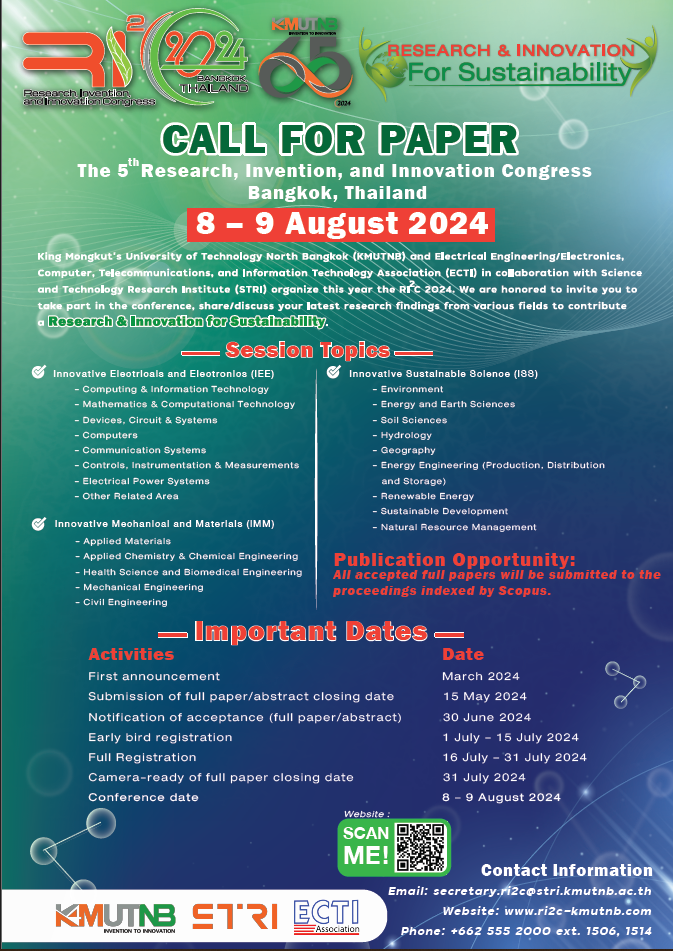 RI2 2024
BANGKOK
THAILAND
Research Invention
and Innovation Congress
KMUTNB
INVENTION TO INNOVATION
65
2024
RESEARCH & INNOVATION
For Sustainability
CALL FOR PAPER
The 5th Research, Invention, and Innovation Congress
Bangkok, Thailand
8 – 9 August 2024
King Mongkut's University of Technology North Bangkok (KMUTNB) and Electrical Engineering/Electronics,
Computer, Telecommunications, and Information Technology Association (ECTI) in collaboration with Science
and Technology Research Institute (STRI) organize this year the RI2C 2024. We are honored to invite you to
take part in the conference, share/discuss your latest research findings from various fields to contribute
a Research & Innovation for Sustainability.
Session Topics
Innovative Electricals and Electronics (IEE)
- Computing & Information Technology
- Mathematics & Computational Technology
- Devices, Circuit & Systems
- Computers
- Communication Systems
- Controls, Instrumentation & Measurements
- Electrical Power Systems
- Other Related Area
Innovative Mechanical and Materials (IMM)
- Applied Materials
- Applied Chemistry & Chemical Engineering
- Health Science and Biomedical Engineering
- Mechanical Engineering
- Civil Engineering
Innovative Sustainable Science (ISS)
- Environment
- Energy and Earth Sciences
- Soil Sciences
- Hydrology
- Geography
- Energy Engineering (Production, Distribution
and Storage)
- Renewable Energy
- Sustainable Development
- Natural Resource Management
Publication Opportunity:
All accepted full papers will be submitted to the
proceedings indexed by Scopus.
Important Dates
Activities Date
First announcement March 2024
Submission of full paper/abstract closing date 15 May 2024
Notification of acceptance (full paper/abstract) 30 June 2024
Early bird registration 1 July – 15 July 2024
Full Registration 16 July – 31 July 2024
Camera-ready of full paper closing date 31 July 2024
Conference date 8 – 9 August 2024
Website :
SCAN
ME!
Contact Information
Email: secretary.ri2c@stri.kmutnb.ac.th
Website: www.ri2c-kmutnb.com
Phone: +662 555 2000 ext. 1506, 1514
KMUTNB
INVENTION TO INNOVATION
STRI
ECTI
Association